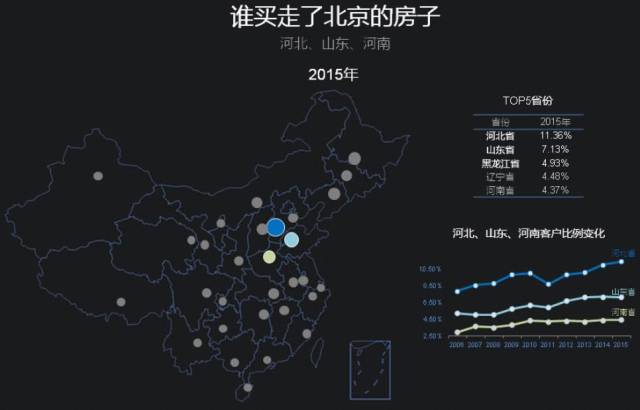 谁买走了北京的房子
河北、山东、河南
2015年
TOP5省份
省份 2015年
河北省 11.36%
山东省 7.13%
黑龙江省 4.93%
辽宁省 4.48%
河南省 4.37%
河北、山东、河南客户比例变化
河北省
10.50%
8.50%
山东省
6.50%
河南省
4.50%
2.50%
2006 2007 2008 2009 2010 2011 2012 2013 2014 2015